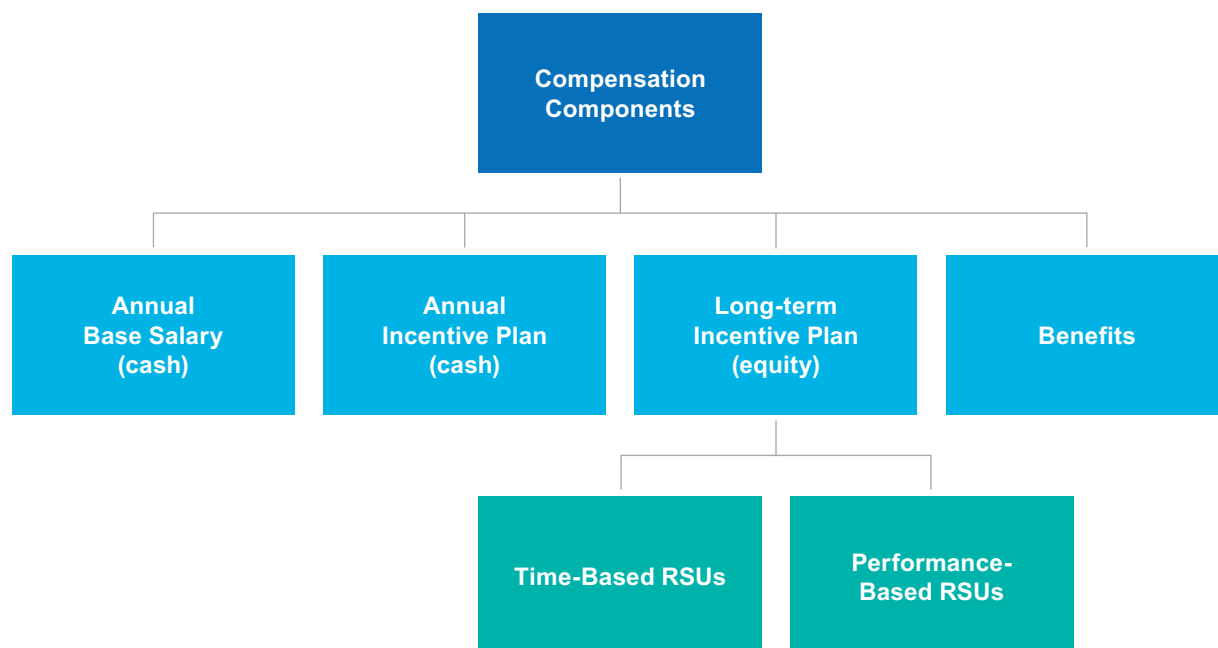 Compensation
Components
Annual
Base Salary
(cash)
Annual
Incentive Plan
(cash)
Long-term
Incentive Plan
(equity)
Benefits
Time-Based RSUs
Performance-
Based RSUs